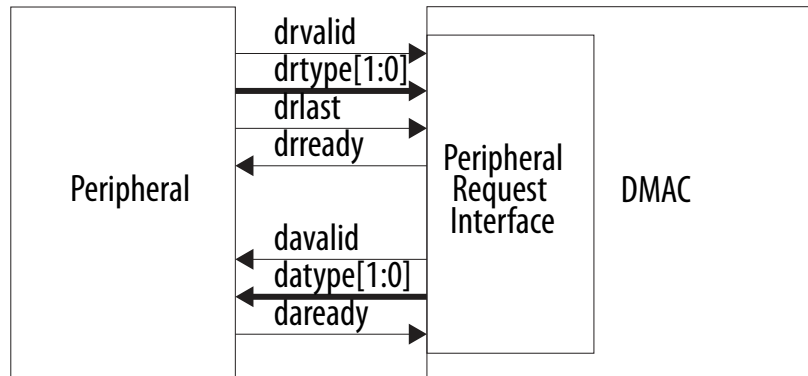 drvalid
drtype[1:0]
drlast
drready
Peripheral
Peripheral
Request
Interface
DMAC
davalid
datype[1:0]
daready